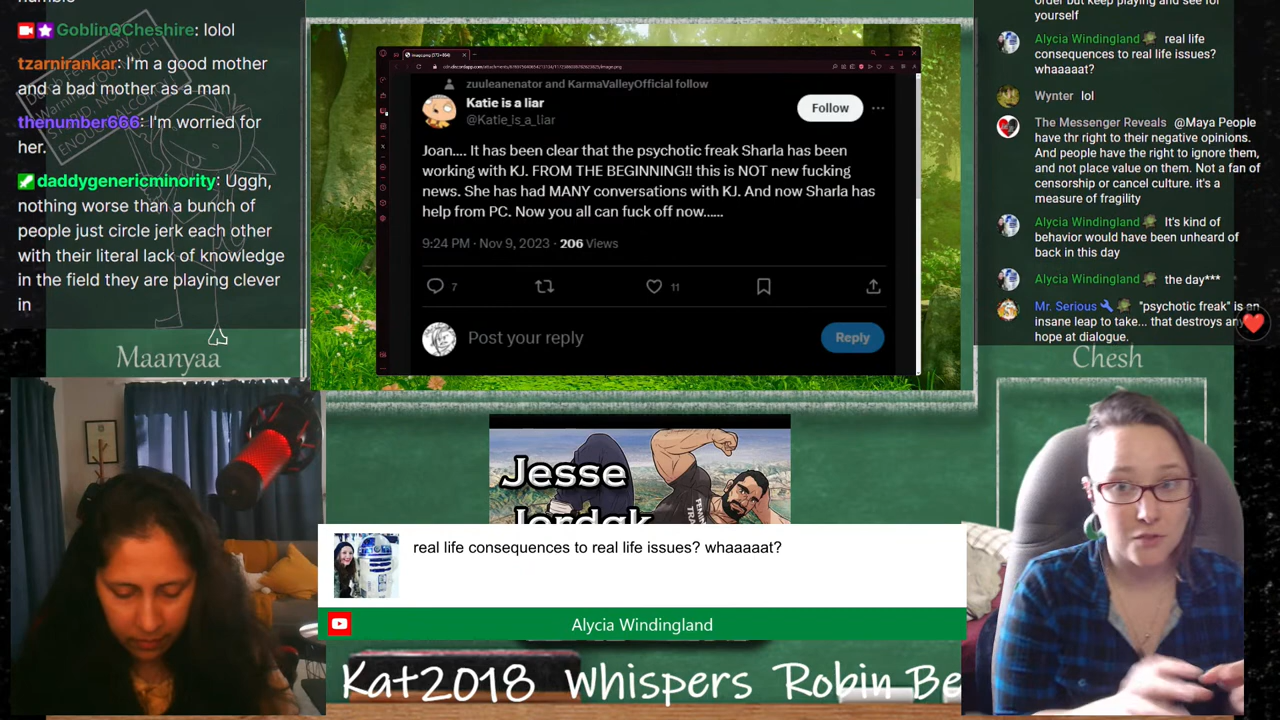 GoblinQCheshire: lolol
tzarnirankar: I'm a good mother
and a bad mother as a man
thenumber666: I'm worried for
her.
daddygenericminority: Uggh,
nothing worse than a bunch of
people just circle jerk each other
with their literal lack of knowledge
in the field they are playing clever
in
Maanyaa
zuuleanenator and KarmaValleyOfficial follow
Katie is a liar
@Katie_is_a_liar
Follow
Joan.... It has been clear that the psychotic freak Sharla has been
working with KJ. FROM THE BEGINNING!! this is NOT new fucking
news. She has had MANY conversations with KJ. And now Sharla has
help from PC. Now you all can fuck off now......
9:24 PM · Nov 9, 2023 · 206 Views
7
11
Post your reply
Reply
order but keep playing and see for
yourself
Alycia Windingland real life
consequences to real life issues?
whaaaaat?
Wynter lol
The Messenger Reveals @Maya People
have thr right to their negative opinions.
And people have the right to ignore them,
and not place value on them. Not a fan of
censorship or cancel culture. it's a
measure of fragility
Alycia Windingland It's kind of
behavior would have been unheard of
back in this day
Alycia Windingland the day***
Mr. Serious "psychotic freak" is an
insane leap to take... that destroys any
hope at dialogue.
Chesh
Jesse
real life consequences to real life issues? whaaaaat?
Alycia Windingland
Kat2018 Whispers Robin Be